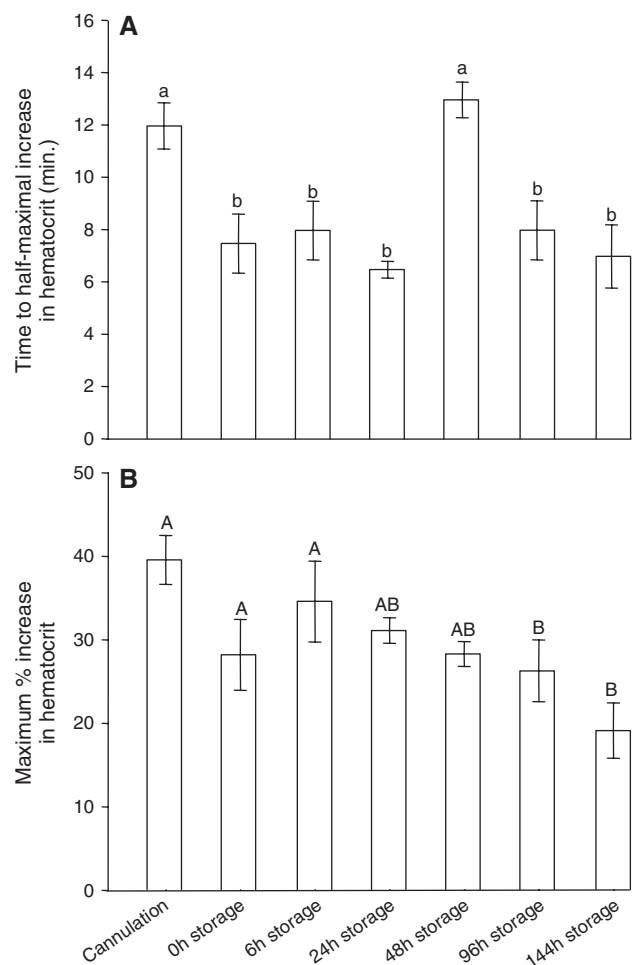 A
Time to half-maximal increase
in hematocrit (min.)
16
14
12
10
8
6
4
2
0
a
b
b
b
a
b
b
B
Maximum % increase
in hematocrit
50
40
30
20
10
0
A
A
A
AB
AB
B
B
Cannulation
0h storage
6h storage
24h storage
48h storage
96h storage
144h storage